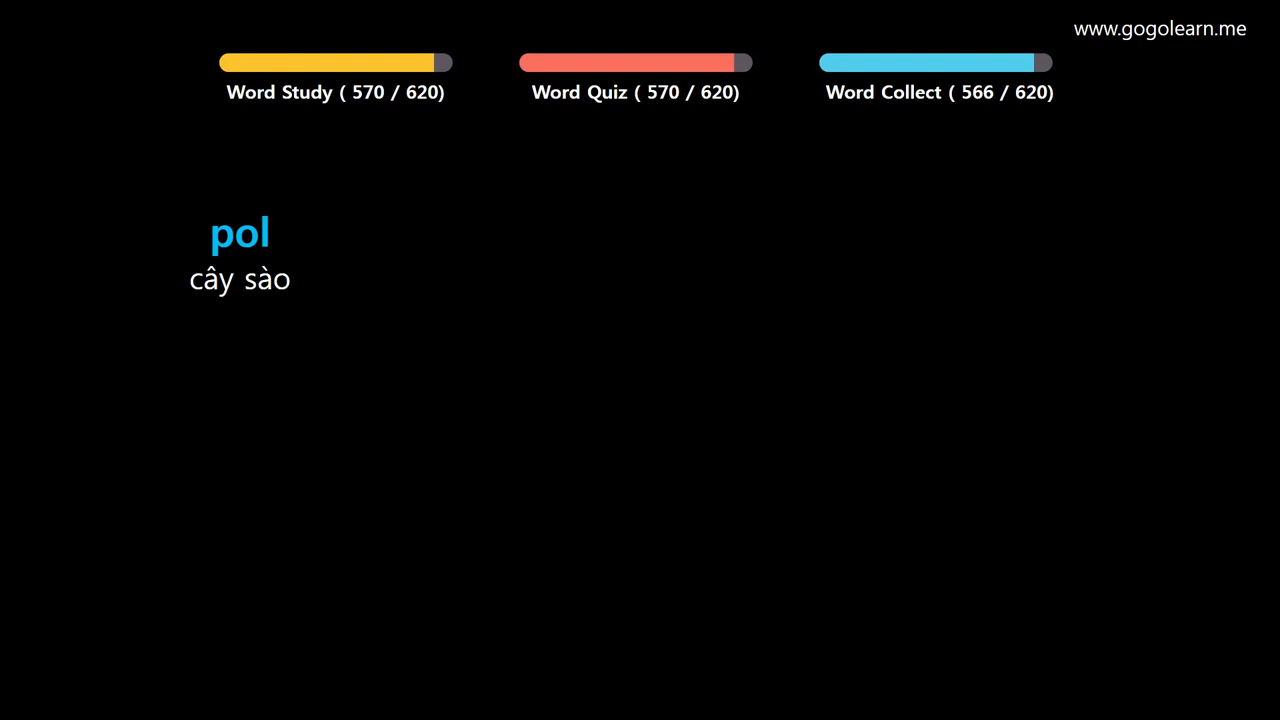 www.gogolearn.me
Word Study ( 570 / 620)
Word Quiz ( 570 / 620)
Word Collect ( 566 / 620)
pol
cây sào